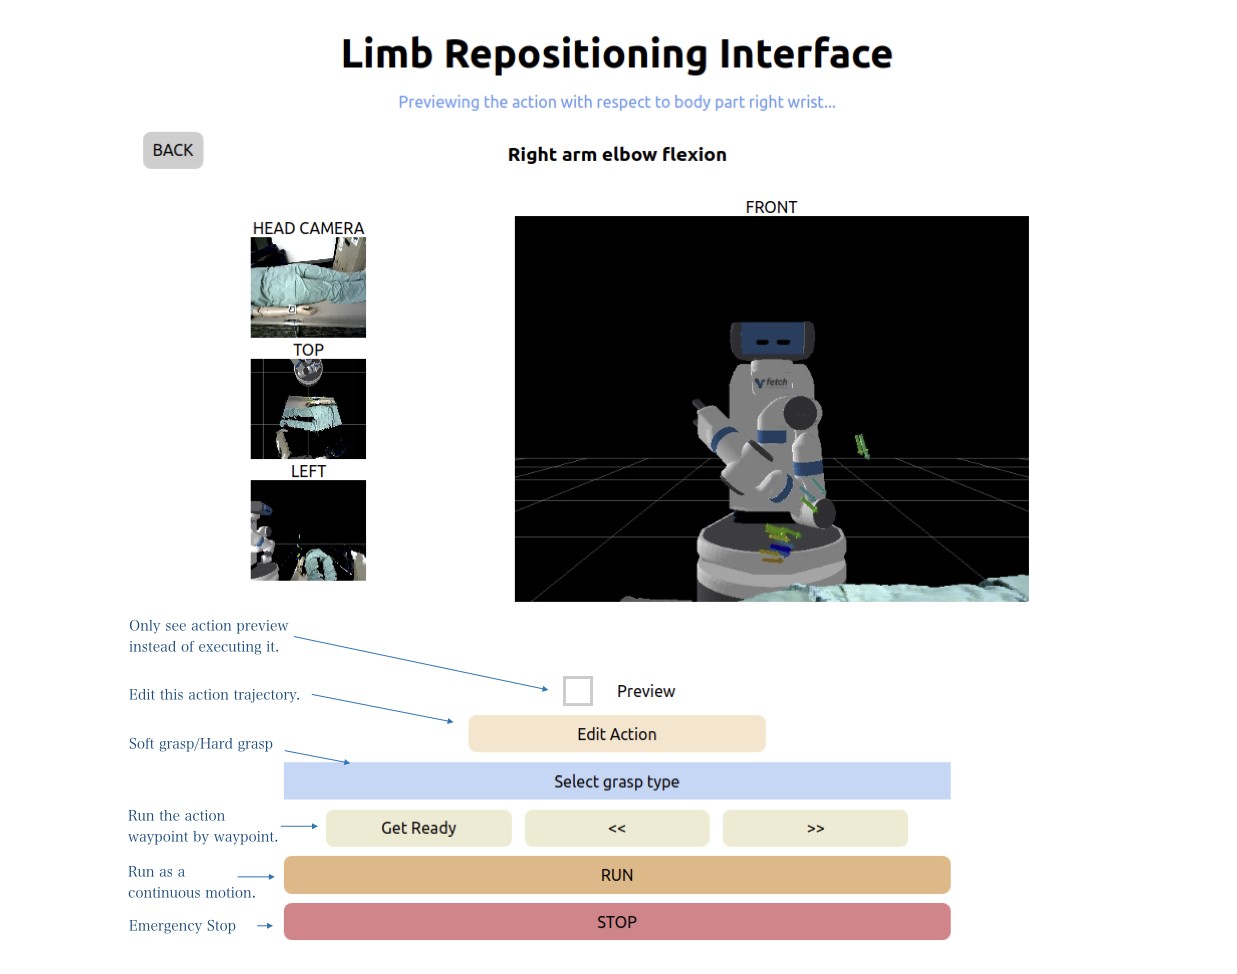 Limb Repositioning Interface
Previewing the action with respect to body part right wrist...
BACK
Right arm elbow flexion
FRONT
HEAD CAMERA
TOP
LEFT
fetch
Only see action preview
instead of executing it.
Preview
Edit this action trajectory.
Edit Action
Soft grasp/Hard grasp
Select grasp type
Run the action
waypoint by waypoint.
Get Ready
<<
>>
Run as a
continuous motion.
RUN
Emergency Stop
STOP